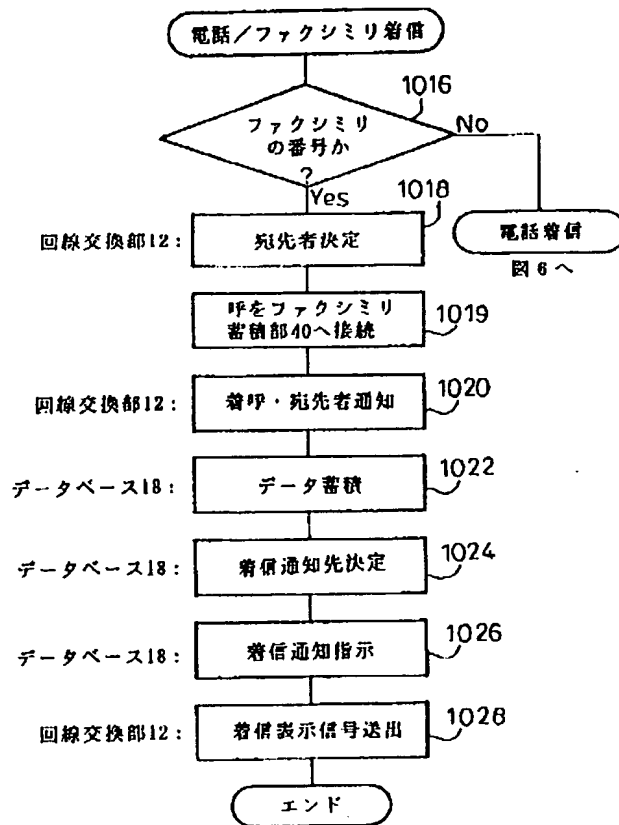 電話/ファクシミリ着信
1016
ファクシミリ
の番号か
?
No
Yes
1018
回線交換部12:
宛先者決定
電話着信
図6へ
呼をファクシミリ
蓄積部40へ接続
1019
回線交換部12:
着呼・宛先者通知
1020
データベース18:
データ蓄積
1022
データベース18:
着信通知先決定
1024
データベース18:
着信通知指示
1026
回線交換部12:
着信表示信号送出
1028
エンド